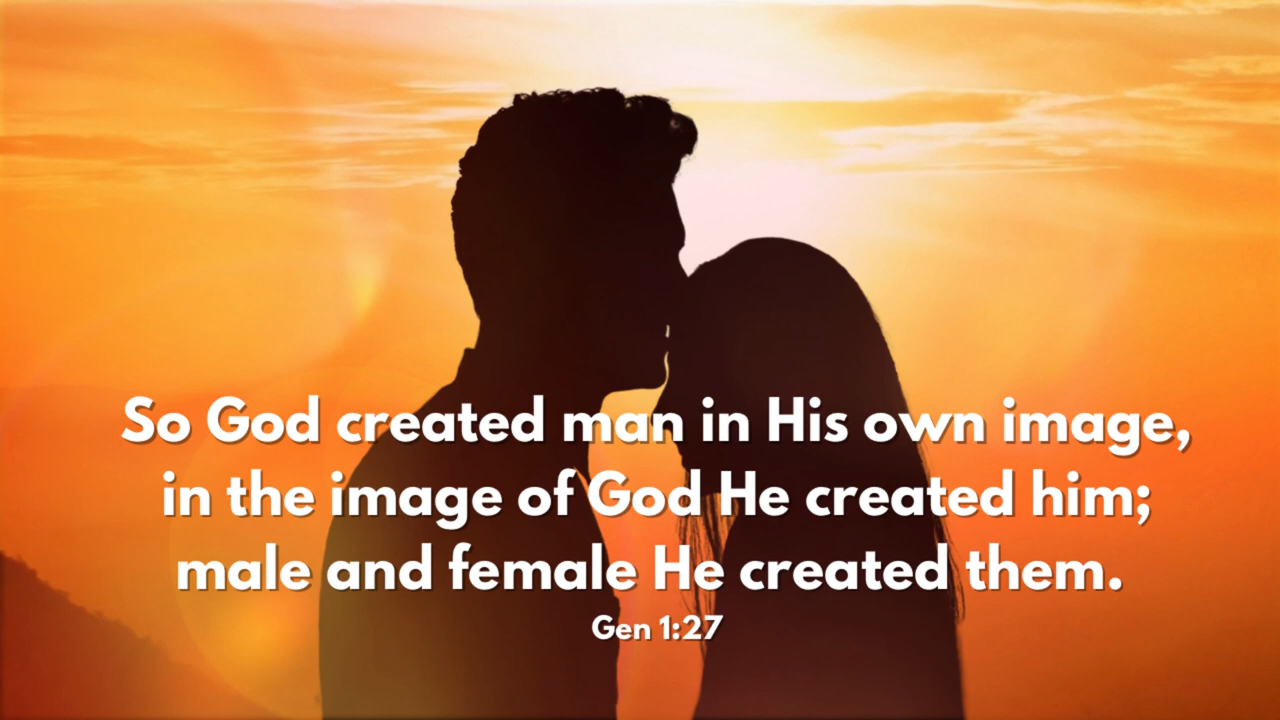 So God created man in His own image,
in the image of God He created him;
male and female He created them.
Gen 1:27